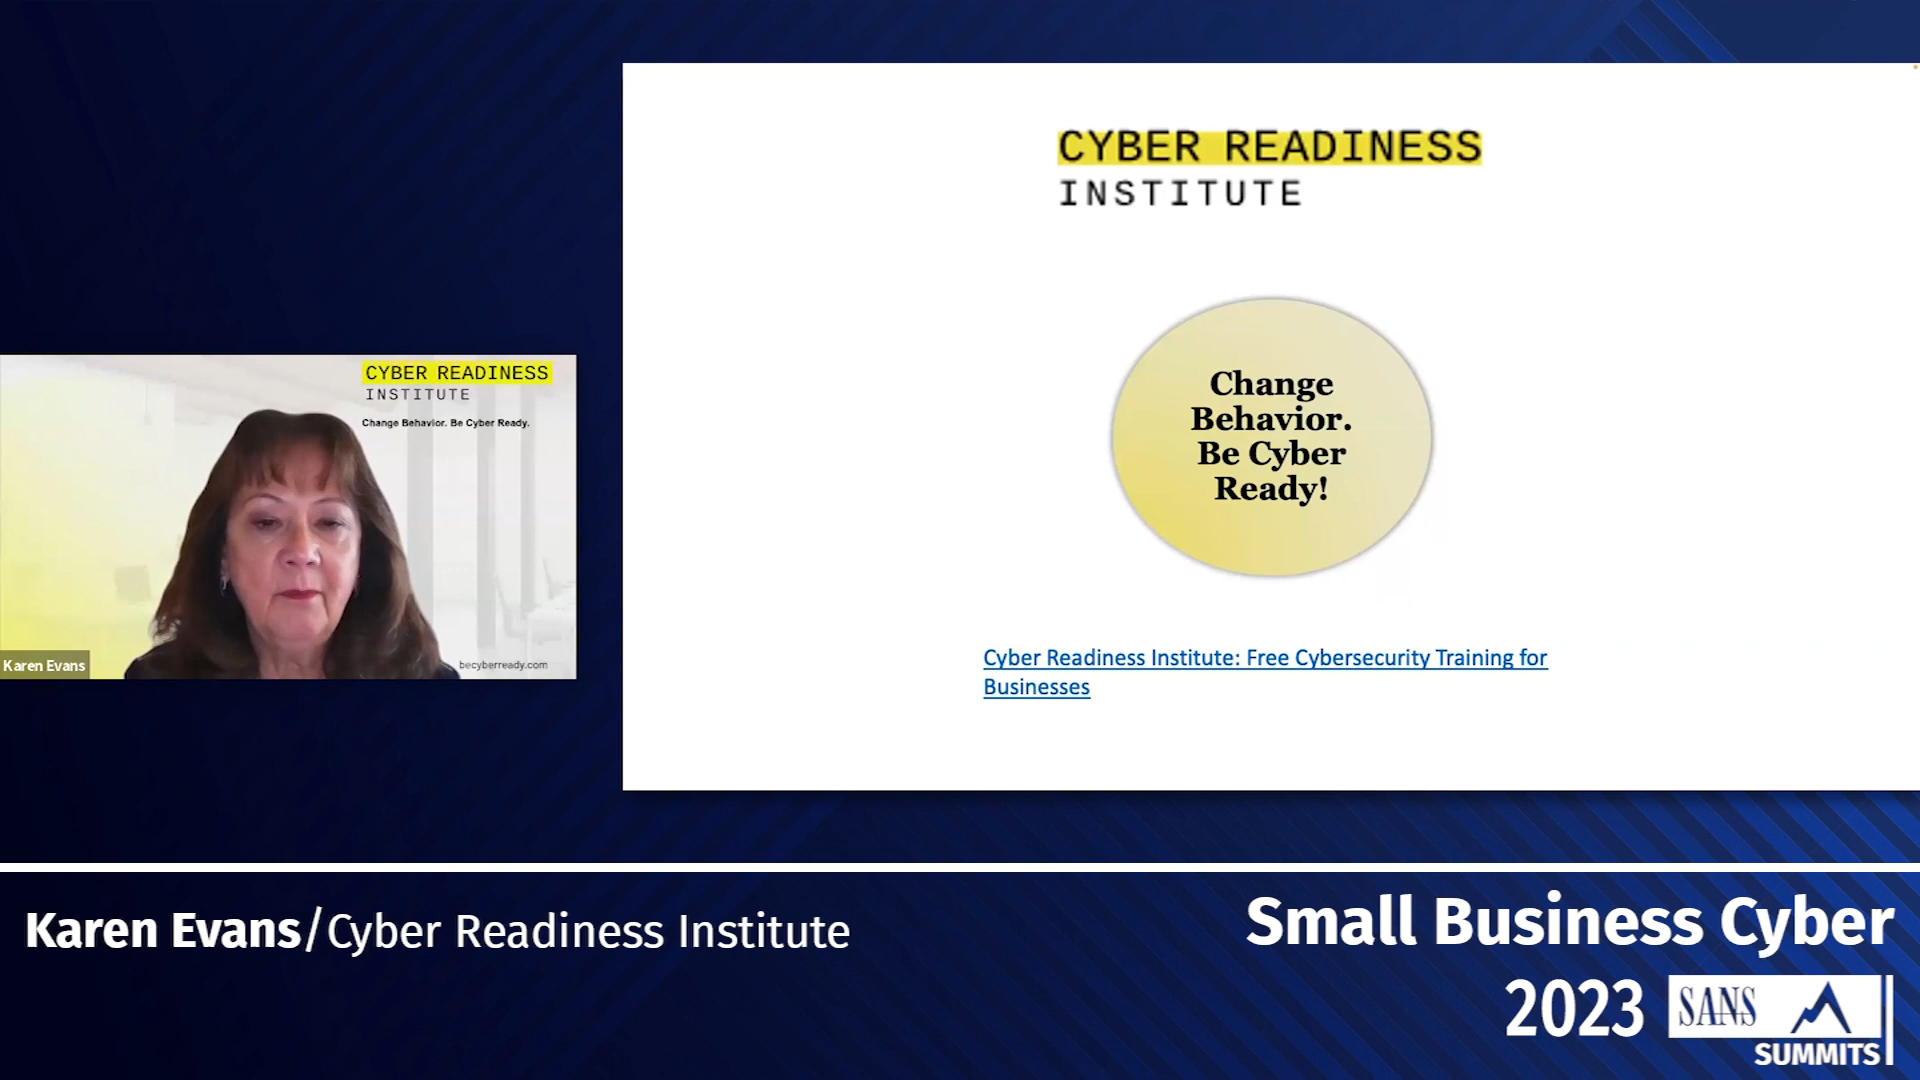 CYBER READINESS
INSTITUTE
Change
Behavior.
Be Cyber
Ready!
Cyber Readiness Institute: Free Cybersecurity Training for
Businesses
CYBER READINESS
INSTITUTE
Change Behavior. Be Cyber Ready.
Karen Evans
becyberready.com
Karen Evans/Cyber Readiness Institute
Small Business Cyber
2023
SANS
SUMMITS